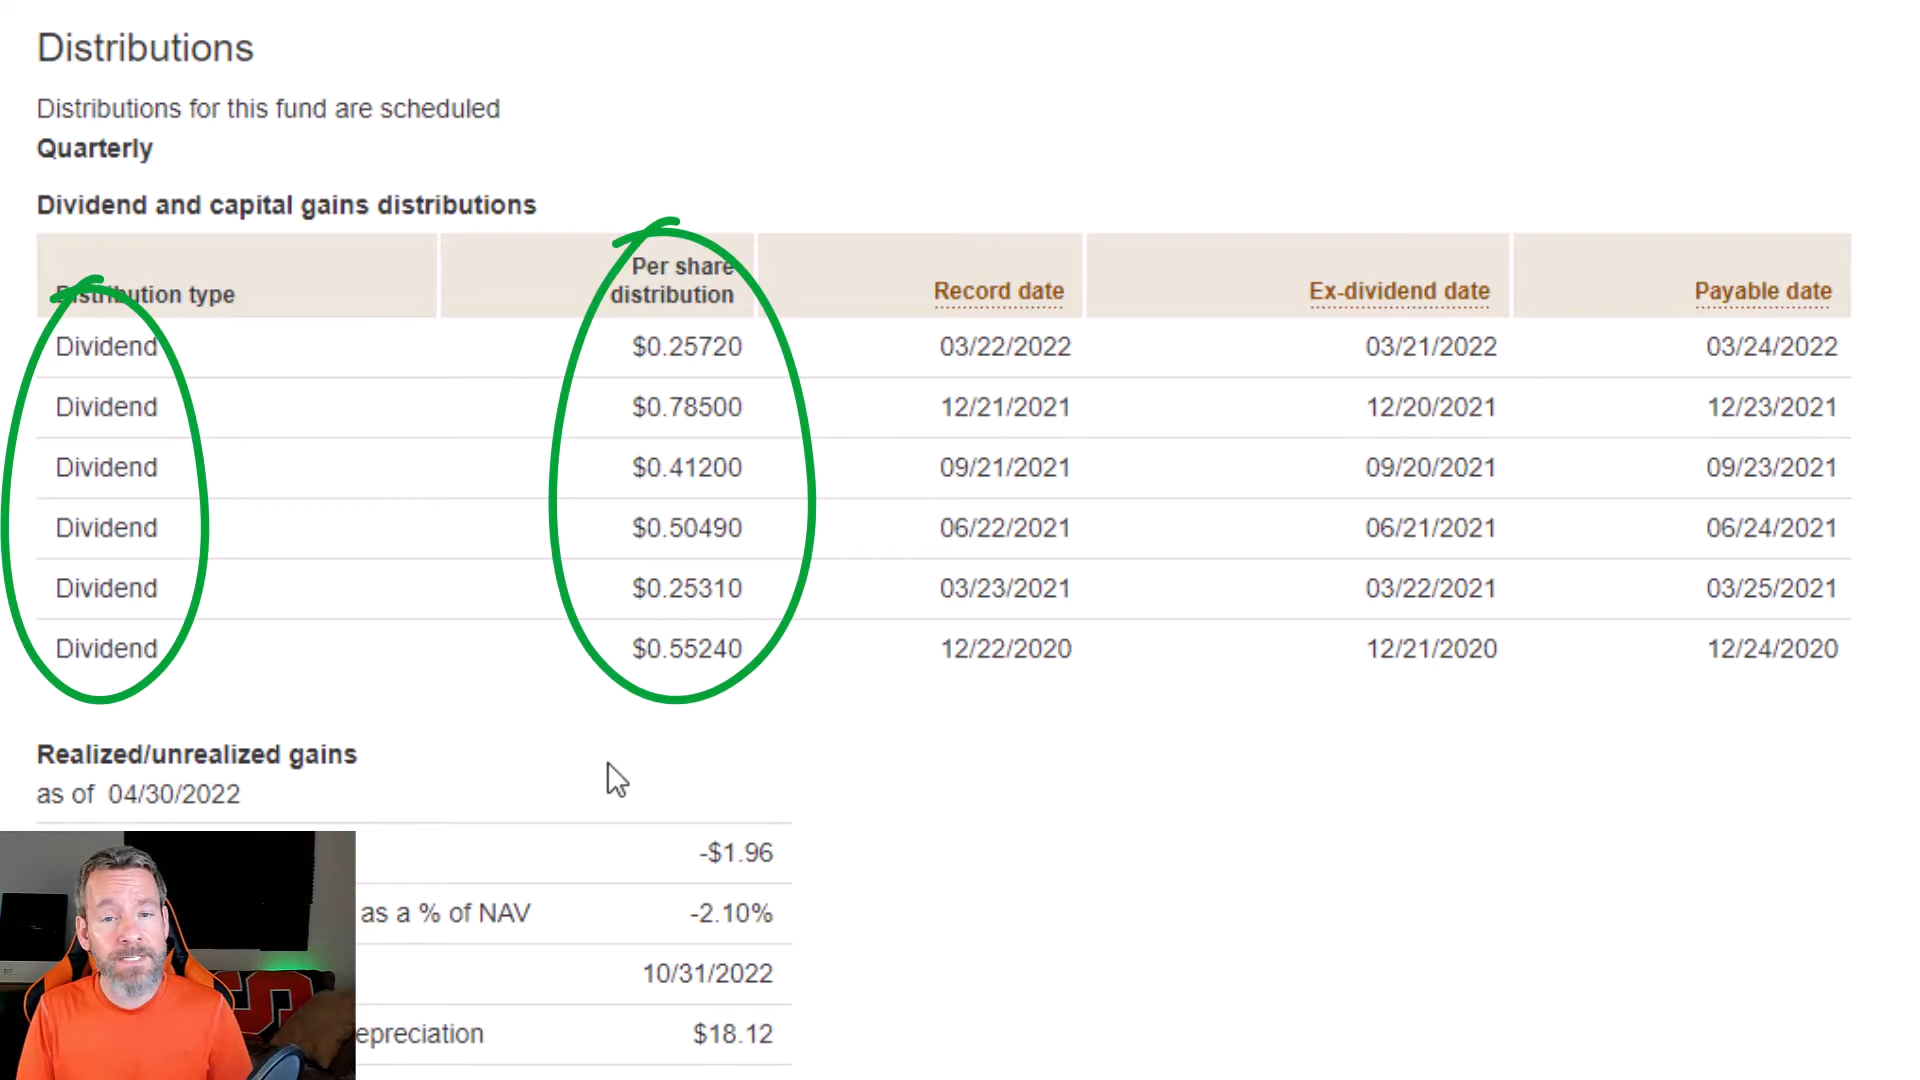 Distributions
Distributions for this fund are scheduled
Quarterly
Dividend and capital gains distributions
Distribution type Per share distribution Record date Ex-dividend date Payable date
Dividend $0.25720 03/22/2022 03/21/2022 03/24/2022
Dividend $0.78500 12/21/2021 12/20/2021 12/23/2021
Dividend $0.41200 09/21/2021 09/20/2021 09/23/2021
Dividend $0.50490 06/22/2021 06/21/2021 06/24/2021
Dividend $0.25310 03/23/2021 03/22/2021 03/25/2021
Dividend $0.55240 12/22/2020 12/21/2020 12/24/2020
Realized/unrealized gains
as of 04/30/2022
-$1.96
as a % of NAV -2.10%
10/31/2022
epreciation $18.12